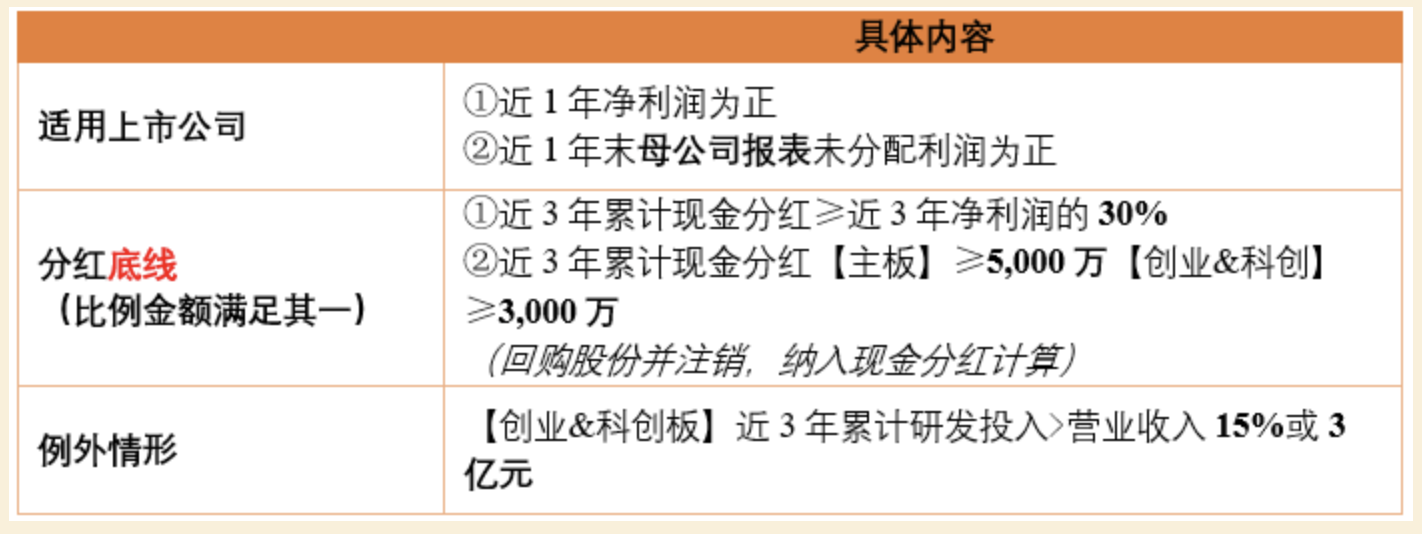 具体内容
适用上市公司
①近 1 年净利润为正
②近 1 年末母公司报表未分配利润为正
分红底线
（比例金额满足其一）
①近 3 年累计现金分红≥近 3 年净利润的 30%
②近 3 年累计现金分红【主板】≥5,000 万【创业&科创】
≥3,000 万
（回购股份并注销，纳入现金分红计算）
例外情形
【创业&科创板】近 3 年累计研发投入>营业收入 15%或 3
亿元